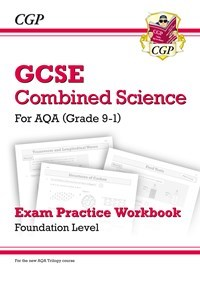 CGP
CGP
GCSE
Combined Science
For AQA (Grade 9-1)
Exam Practice Workbook
Foundation Level
For the new AQA Trilogy course